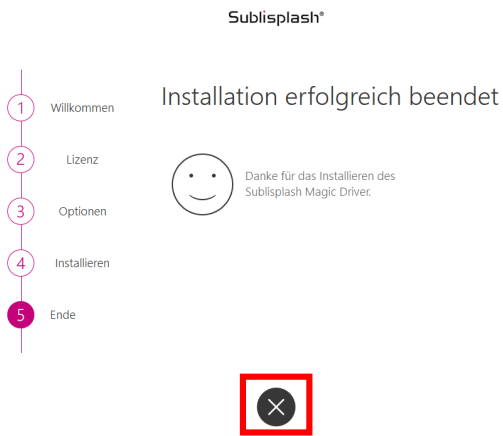 Sublisplash®
Installation erfolgreich beendet
1 Willkommen
2 Lizenz
3 Optionen
4 Installieren
5 Ende
Danke für das Installieren des
Sublisplash Magic Driver.